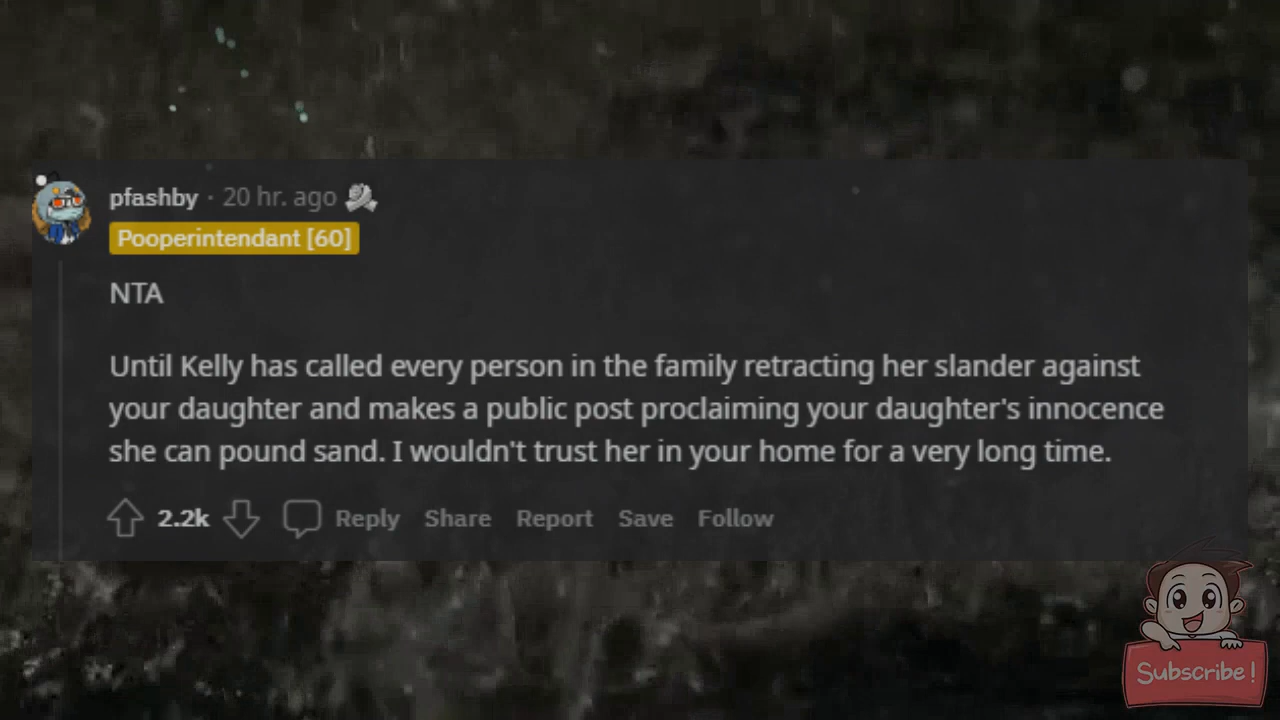 pfashby · 20 hr. ago
Pooperintendant [60]
NTA
Until Kelly has called every person in the family retracting her slander against
your daughter and makes a public post proclaiming your daughter's innocence
she can pound sand. I wouldn't trust her in your home for a very long time.
2.2k Reply Share Report Save Follow
Subscribe!